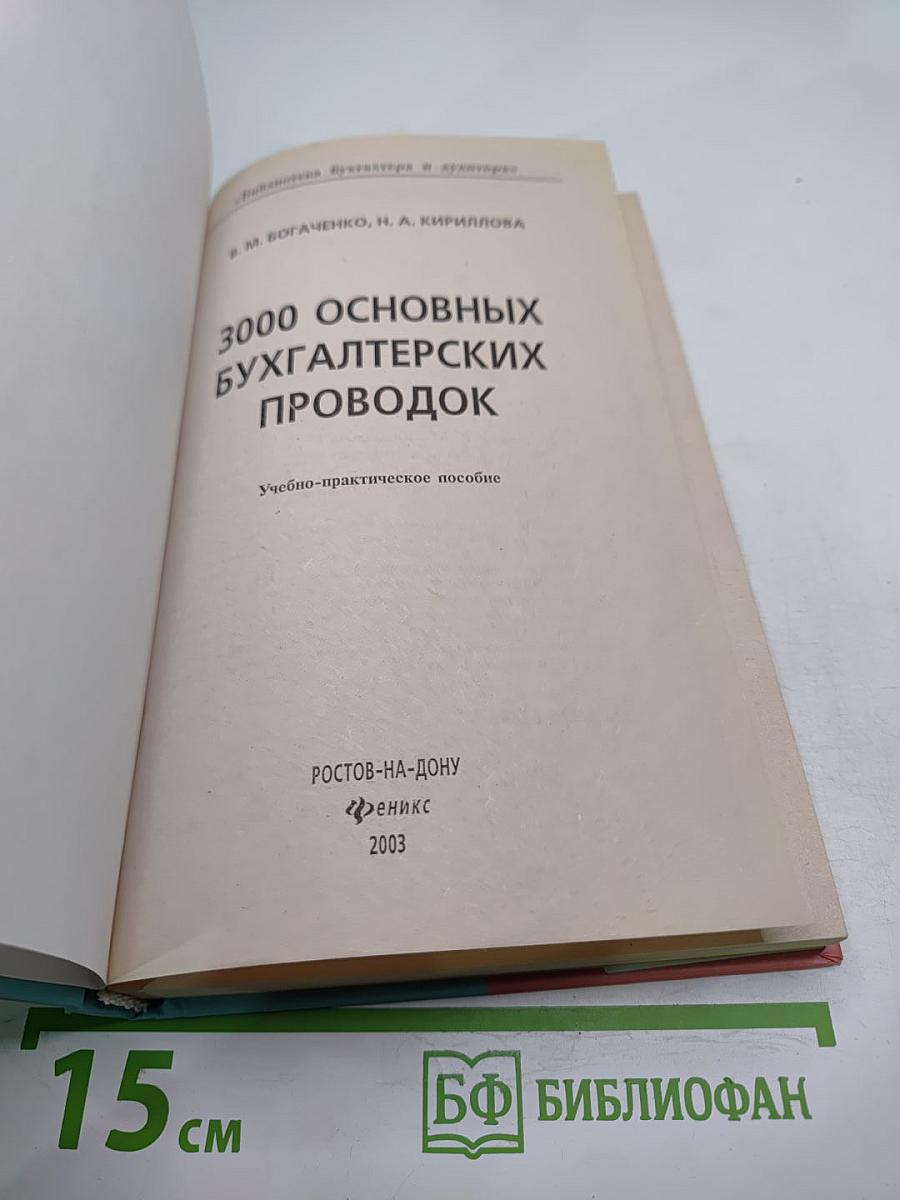 «Библиотека бухгалтера и аудитора»
В. М. БОГАЧЕНКО, Н. А. КИРИЛЛОВА
3000 ОСНОВНЫХ
БУХГАЛТЕРСКИХ
ПРОВОДОК
Учебно-практическое пособие
РОСТОВ-НА-ДОНУ
Феникс
2003
15 см
БФ БИБЛИОФАН